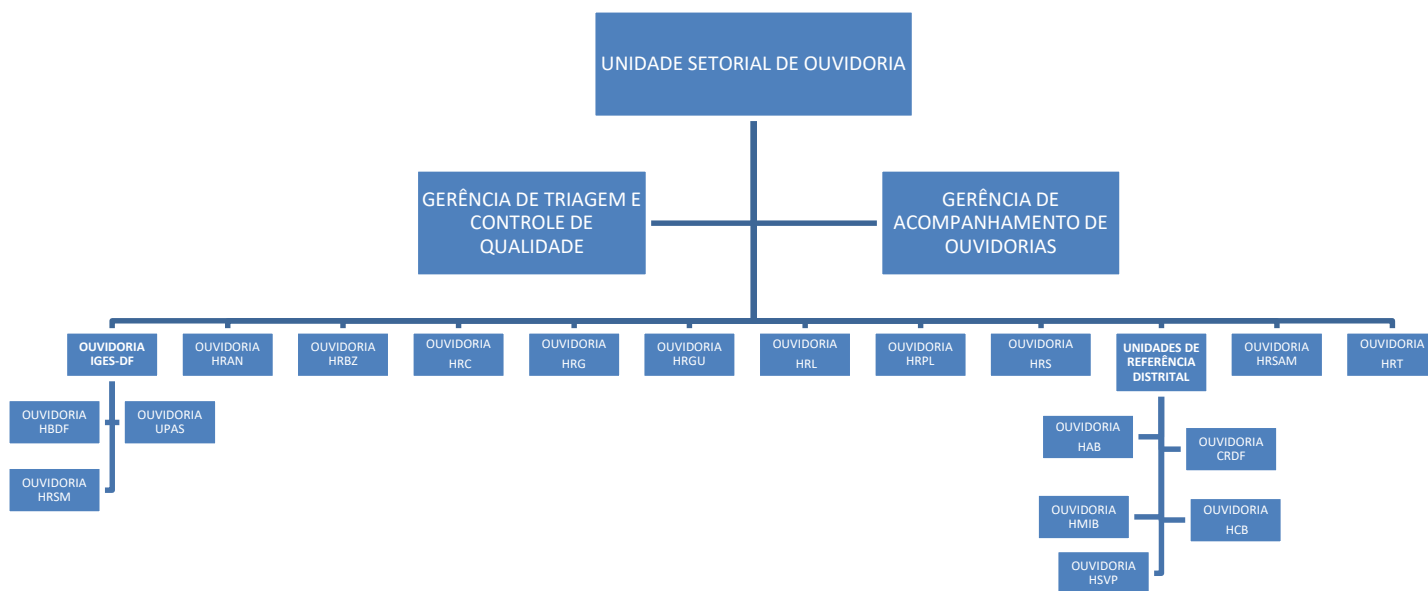 UNIDADE SETORIAL DE OUVIDORIA
GERÊNCIA DE TRIAGEM E
CONTROLE DE
QUALIDADE
GERÊNCIA DE
ACOMPANHAMENTO DE
OUVIDORIAS
OUVIDORIA
IGES-DF
OUVIDORIA
HRAN
OUVIDORIA
HRBZ
OUVIDORIA
HRC
OUVIDORIA
HRG
OUVIDORIA
HRGU
OUVIDORIA
HRL
OUVIDORIA
HRPL
OUVIDORIA
HRS
UNIDADES DE
REFERÊNCIA
DISTRITAL
OUVIDORIA
HRSAM
OUVIDORIA
HRT
OUVIDORIA
HBDF
OUVIDORIA
UPAS
OUVIDORIA
HRSM
OUVIDORIA
HAB
OUVIDORIA
CRDF
OUVIDORIA
HMIB
OUVIDORIA
HCB
OUVIDORIA
HSVP